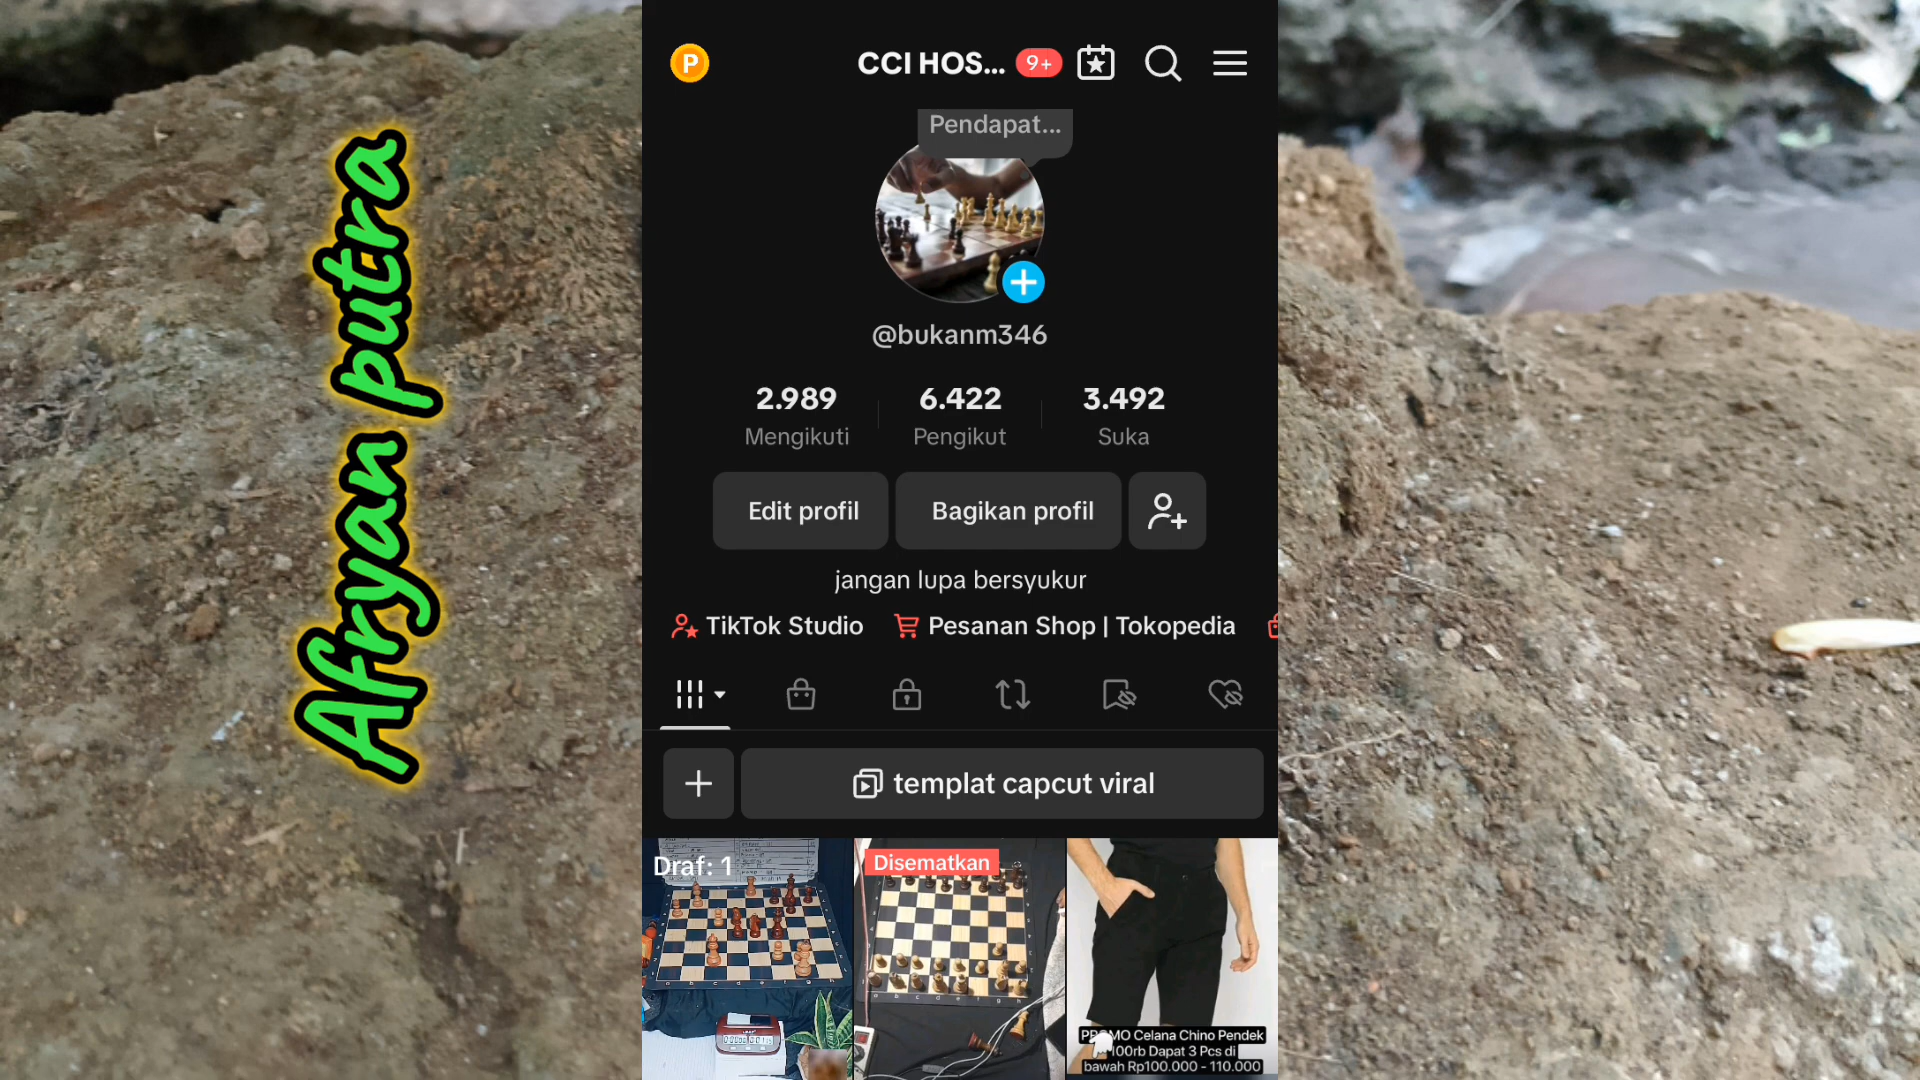 Afryan putra
P
CCI HOS...
9+
Pendapat...
@bukanm346
2.989
6.422
3.492
Mengikuti
Pengikut
Suka
Edit profil
Bagikan profil
jangan lupa bersyukur
TikTok Studio
Pesanan Shop | Tokopedia
templat capcut viral
Draf: 1
Disematkan
PROMO Celana Chino Pendek
100rb Dapat 3 Pcs di
bawah Rp100.000 - 110.000